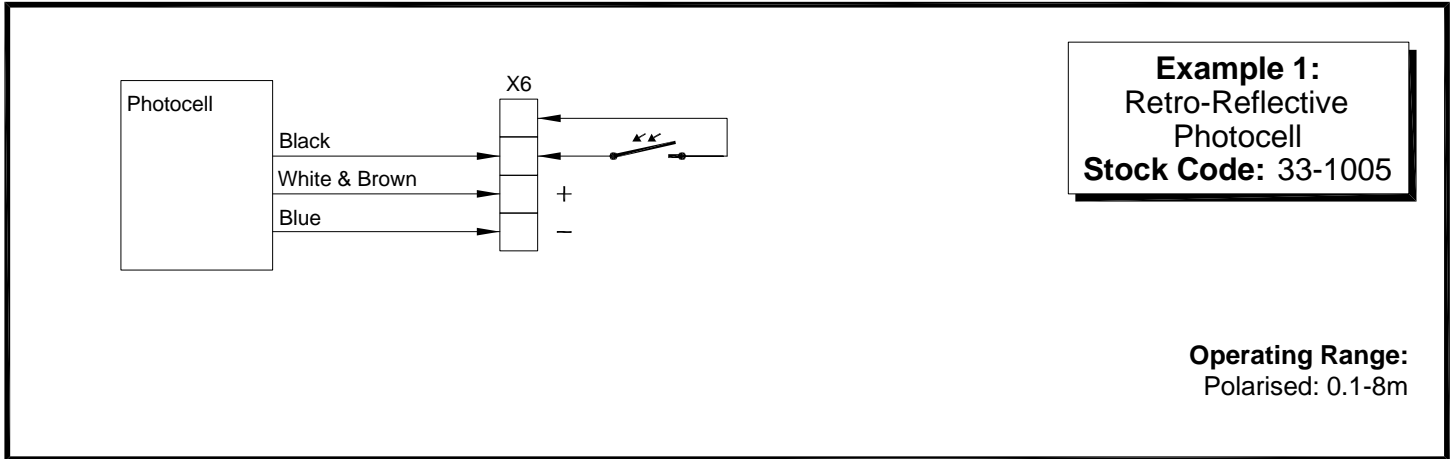 Example 1:
Retro-Reflective
Photocell
Stock Code: 33-1005
Photocell
X6
Black
White & Brown
+
Blue
–
Operating Range:
Polarised: 0.1-8m